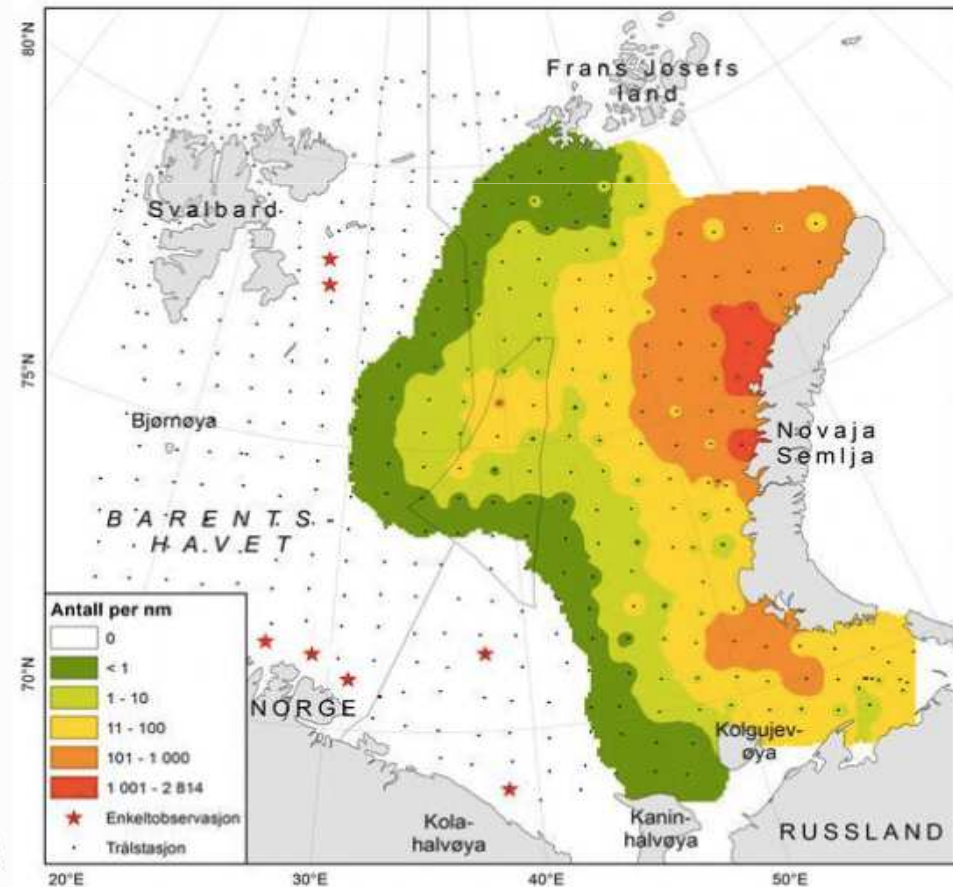 80°N
75°N
70°N
Frans Josefs
land
Svalbard
Bjørnøya
Novaja
Semlja
BARENTS-
HAVET
Antall per nm
0
< 1
1 - 10
11 - 100
101 - 1 000
1 001 - 2 814
Enkeltobservasjon
Trålstasjon
NORGE
Kolgujev-
øya
Kola-
halvøya
Kanin-
halvøya
RUSSLAND
20°E
30°E
40°E
50°E